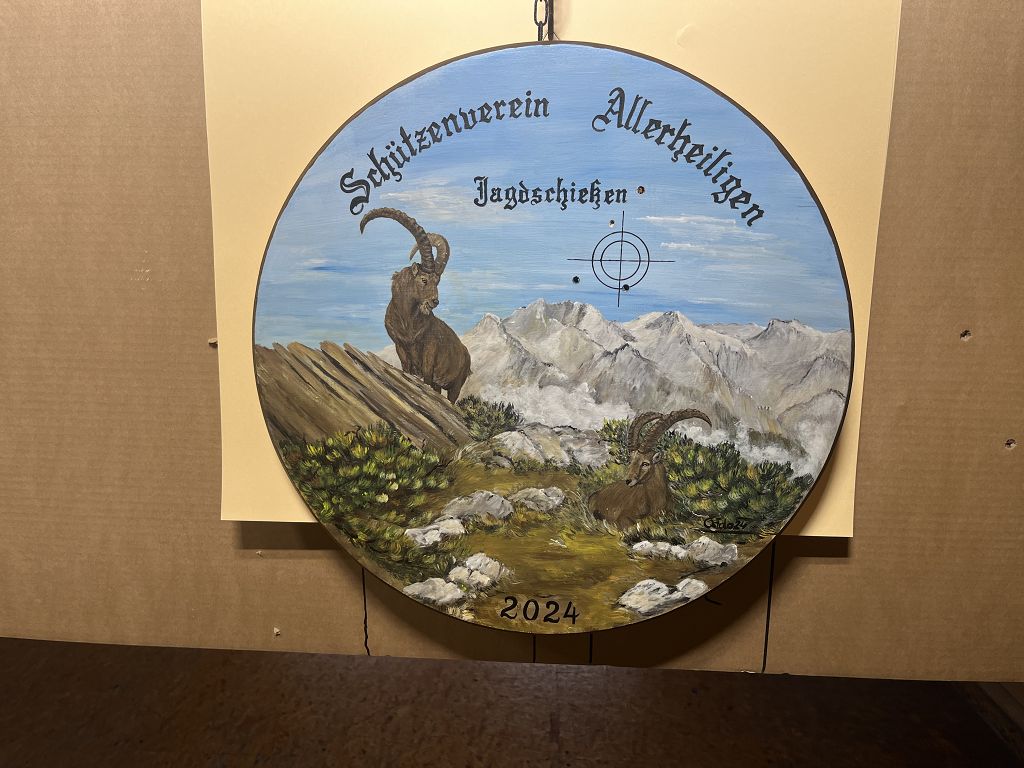 Schützenverein Allerheiligen
Jagdschießen
2024